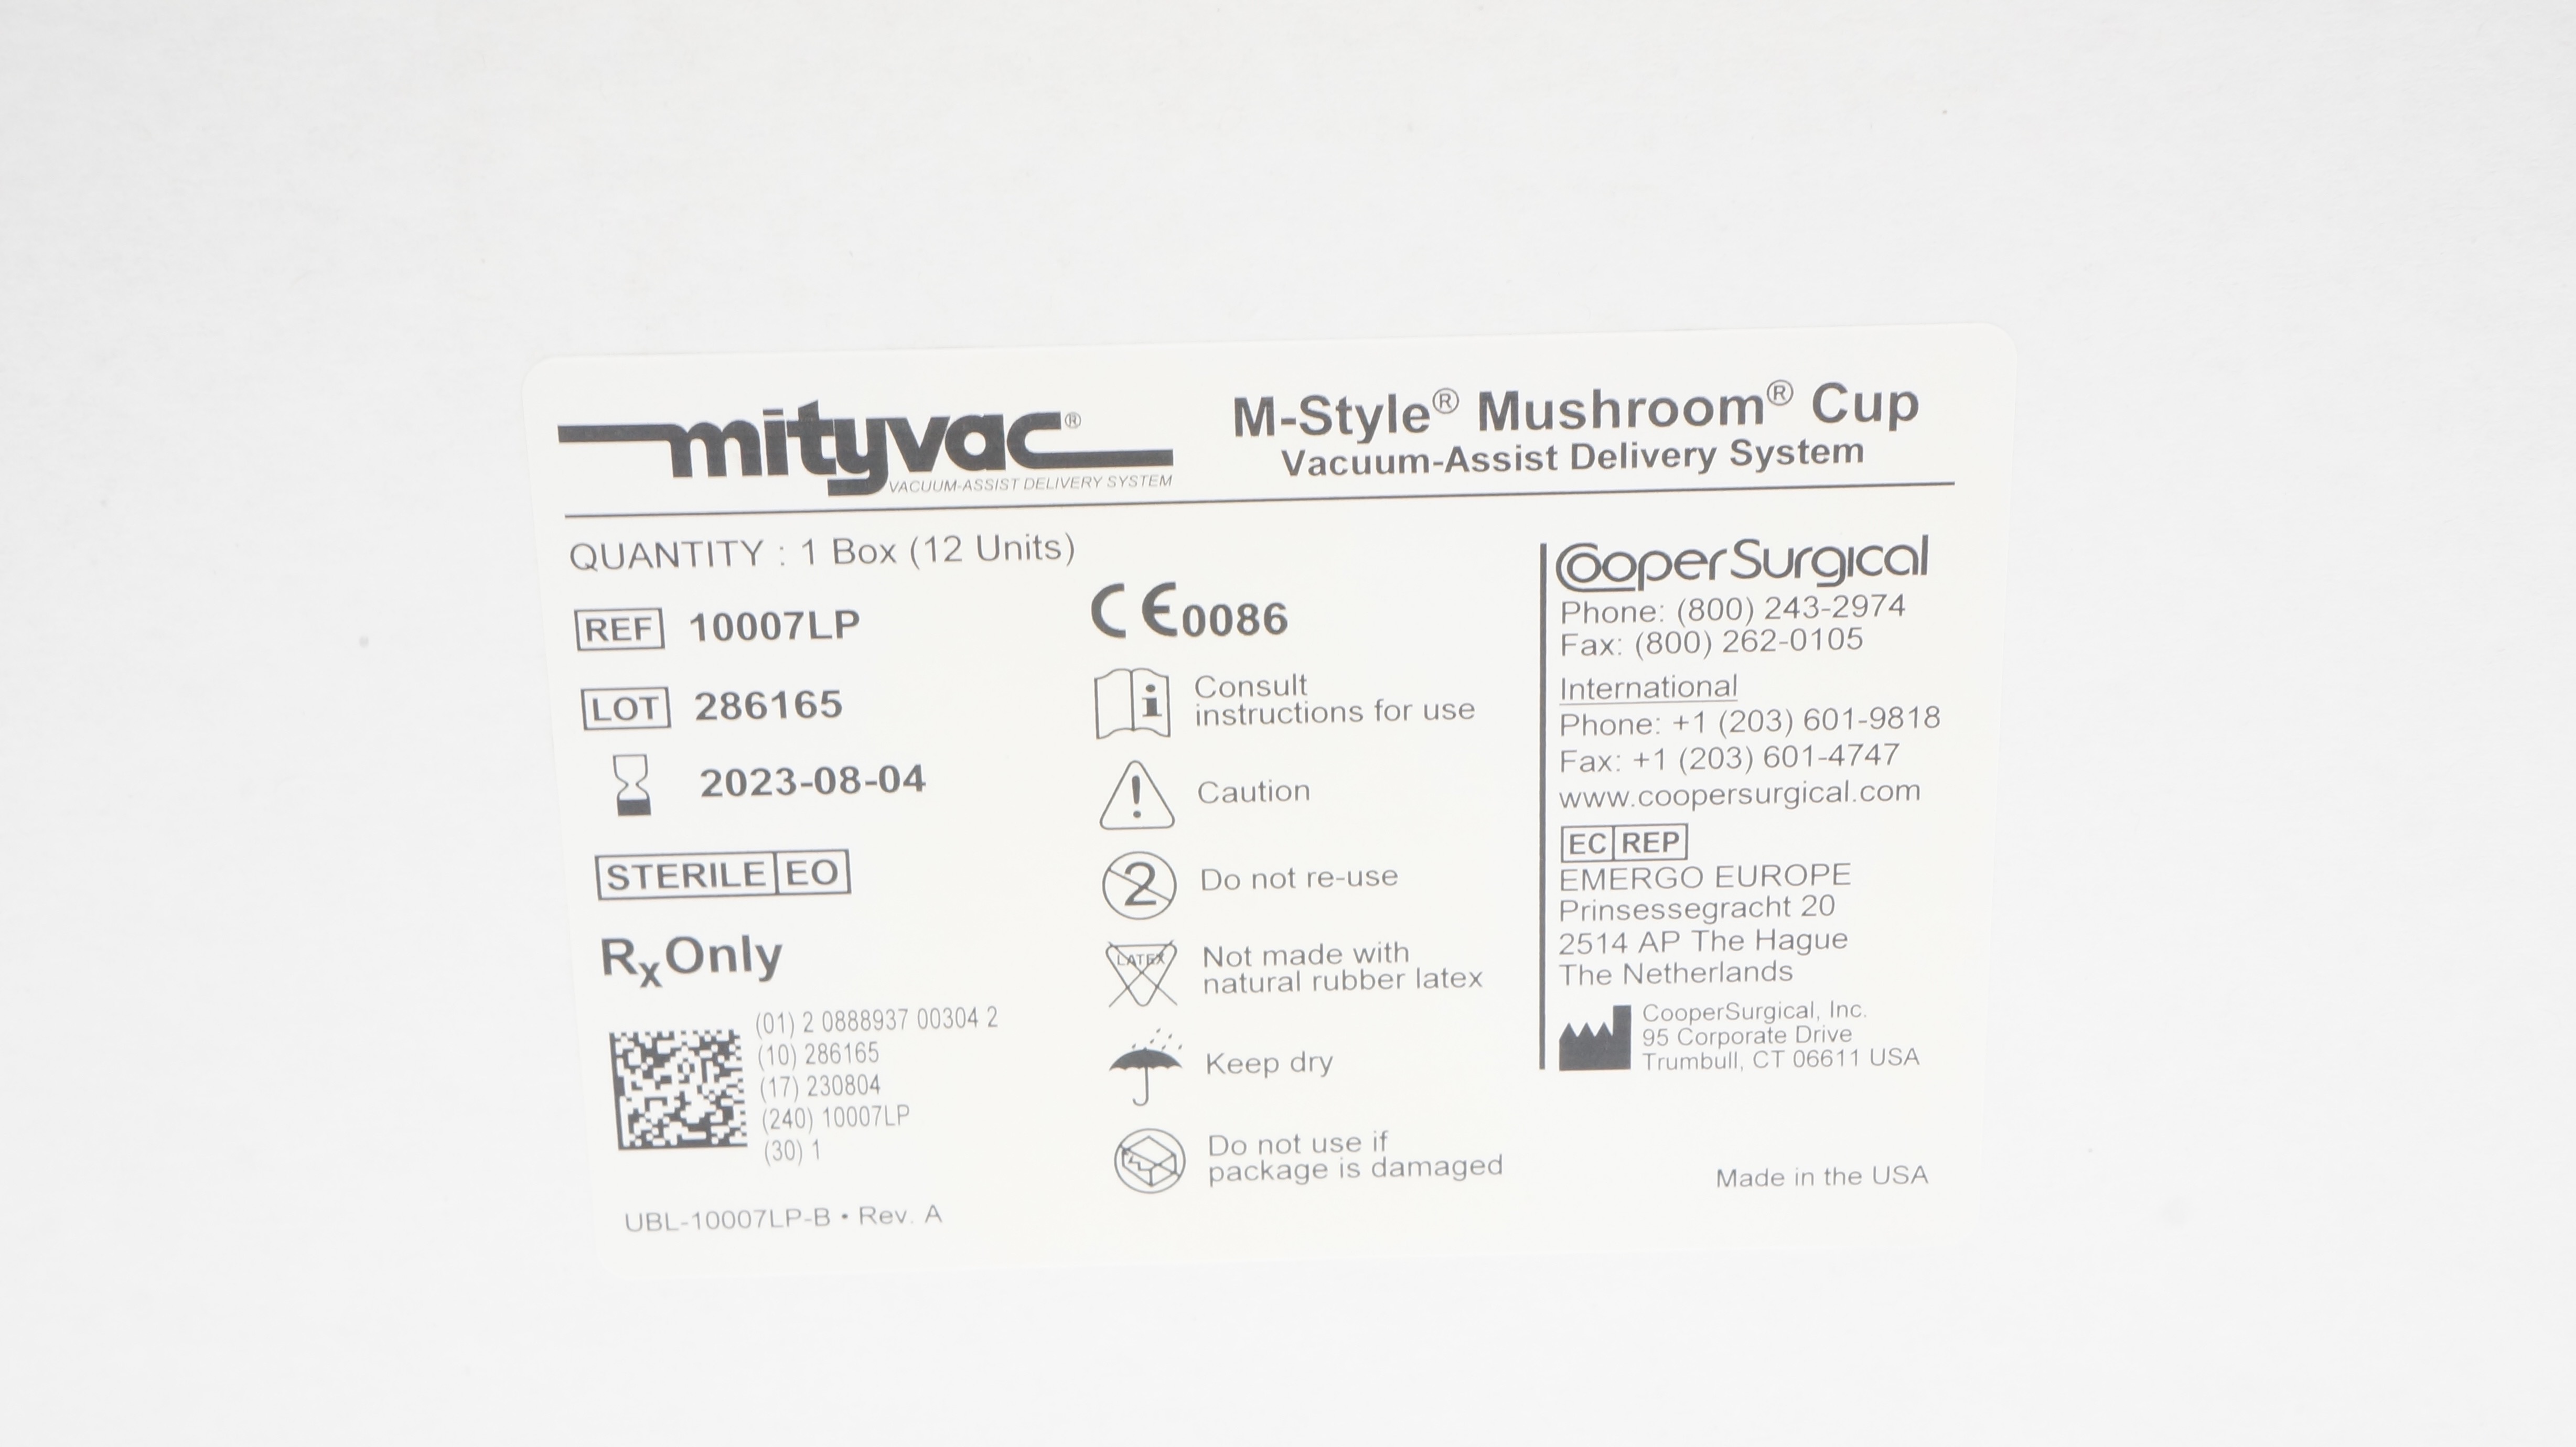 mityvac®
VACUUM-ASSIST DELIVERY SYSTEM
M-Style® Mushroom® Cup
Vacuum-Assist Delivery System
QUANTITY : 1 Box (12 Units)
REF 10007LP
LOT 286165
2023-08-04
STERILE EO
RxOnly
(01) 2 0888937 00304 2
(10) 286165
(17) 230804
(240) 10007LP
(30) 1
UBL-10007LP-B • Rev. A
CE0086
Consult
instructions for use
Caution
2 Do not re-use
LATEX
Not made with
natural rubber latex
Keep dry
Do not use if
package is damaged
CooperSurgical
Phone: (800) 243-2974
Fax: (800) 262-0105
International
Phone: +1 (203) 601-9818
Fax: +1 (203) 601-4747
www.coopersurgical.com
EC REP
EMERGO EUROPE
Prinsessegracht 20
2514 AP The Hague
The Netherlands
CooperSurgical, Inc.
95 Corporate Drive
Trumbull, CT 06611 USA
Made in the USA